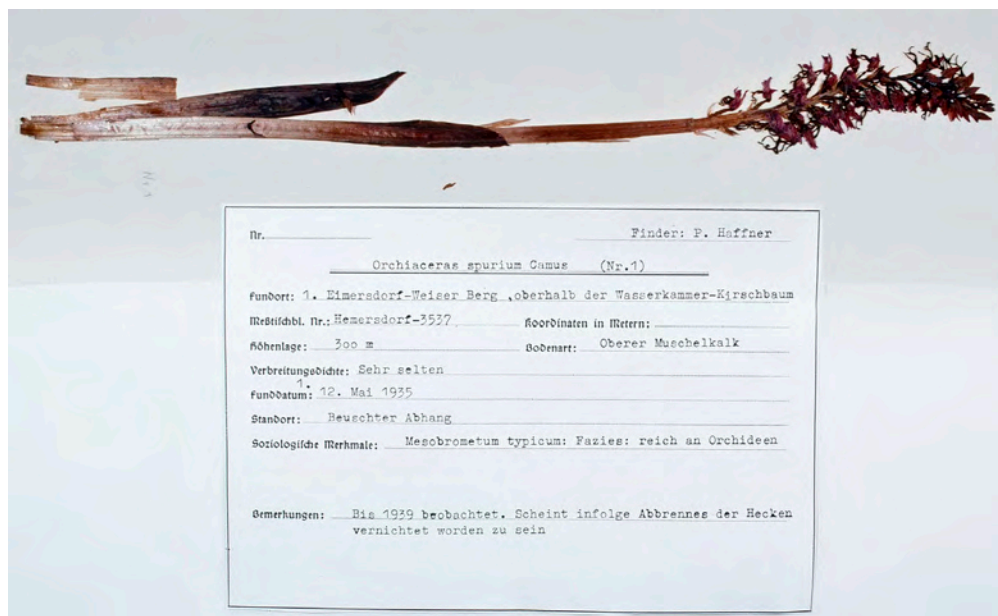 Nr.
Finder: P. Haffner
Orchiaceras spurium Camus (Nr.1)
Fundort: 1. Eimersdorf-Weiser Berg ,oberhalb der Wasserkammer-Kirschbaum
Meßtischbl. Nr.: Hemersdorf-3537 Koordinaten in Metern:
Höhenlage: 3oo m Bodenart: Oberer Muschelkalk
Verbreitungsdichte: Sehr selten
Funddatum: 1. 12. Mai 1935
Standort: Beuschter Abhang
Soziologische Merkmale: Mesobrometum typicum: Fazies: reich an Orchideen
Bemerkungen: Bis 1939 beobachtet. Scheint infolge Abbrennes der Hecken
vernichtet worden zu sein